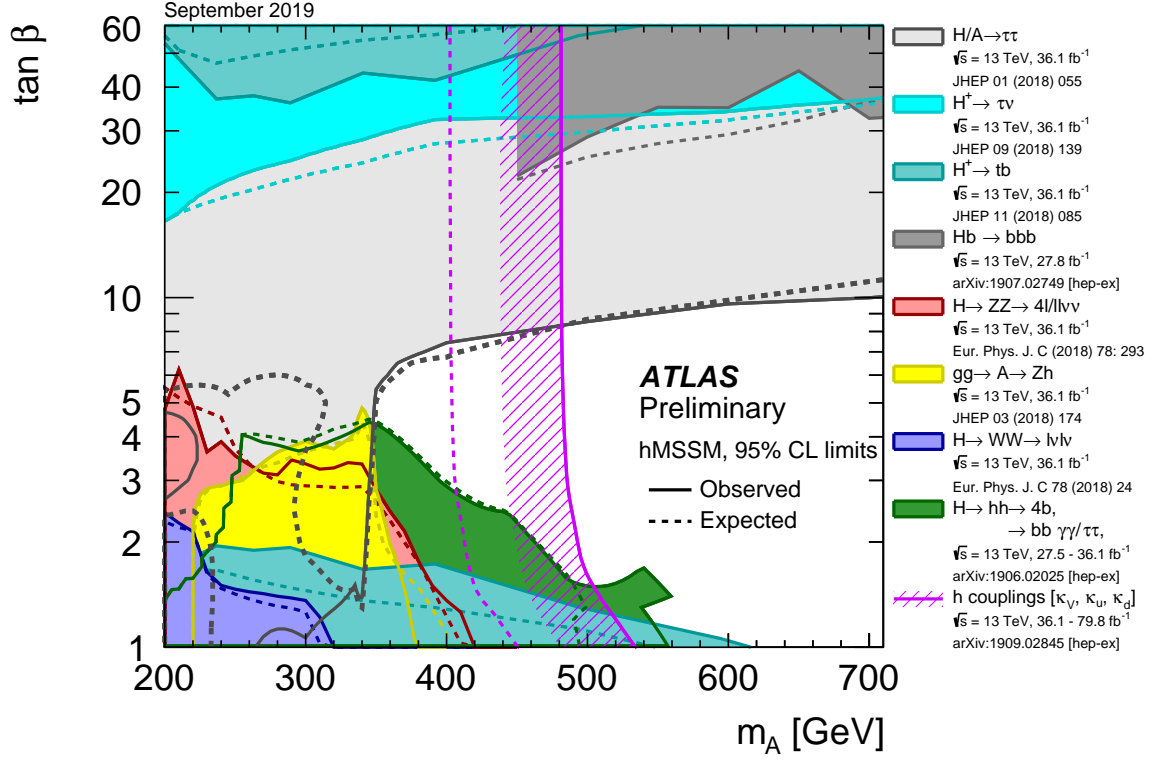 September 2019
tan β
60
50
40
30
20
10
5
4
3
2
1
200
300
400
500
600
700
m_A [GeV]
ATLAS
Preliminary
hMSSM, 95% CL limits
Observed
Expected
H/A→ττ
√s = 13 TeV, 36.1 fb⁻¹
JHEP 01 (2018) 055
H⁺→ τν
√s = 13 TeV, 36.1 fb⁻¹
JHEP 09 (2018) 139
H⁺→ tb
√s = 13 TeV, 36.1 fb⁻¹
JHEP 11 (2018) 085
Hb → bbb
√s = 13 TeV, 27.8 fb⁻¹
arXiv:1907.02749 [hep-ex]
H→ ZZ→ 4l/llνν
√s = 13 TeV, 36.1 fb⁻¹
Eur. Phys. J. C (2018) 78: 293
gg→ A→ Zh
√s = 13 TeV, 36.1 fb⁻¹
JHEP 03 (2018) 174
H→ WW→ lνlν
√s = 13 TeV, 36.1 fb⁻¹
Eur. Phys. J. C 78 (2018) 24
H→ hh→ 4b,
→ bb γγ/ττ,
√s = 13 TeV, 27.5 - 36.1 fb⁻¹
arXiv:1906.02025 [hep-ex]
h couplings [κ_V, κ_u, κ_d]
√s = 13 TeV, 36.1 - 79.8 fb⁻¹
arXiv:1909.02845 [hep-ex]